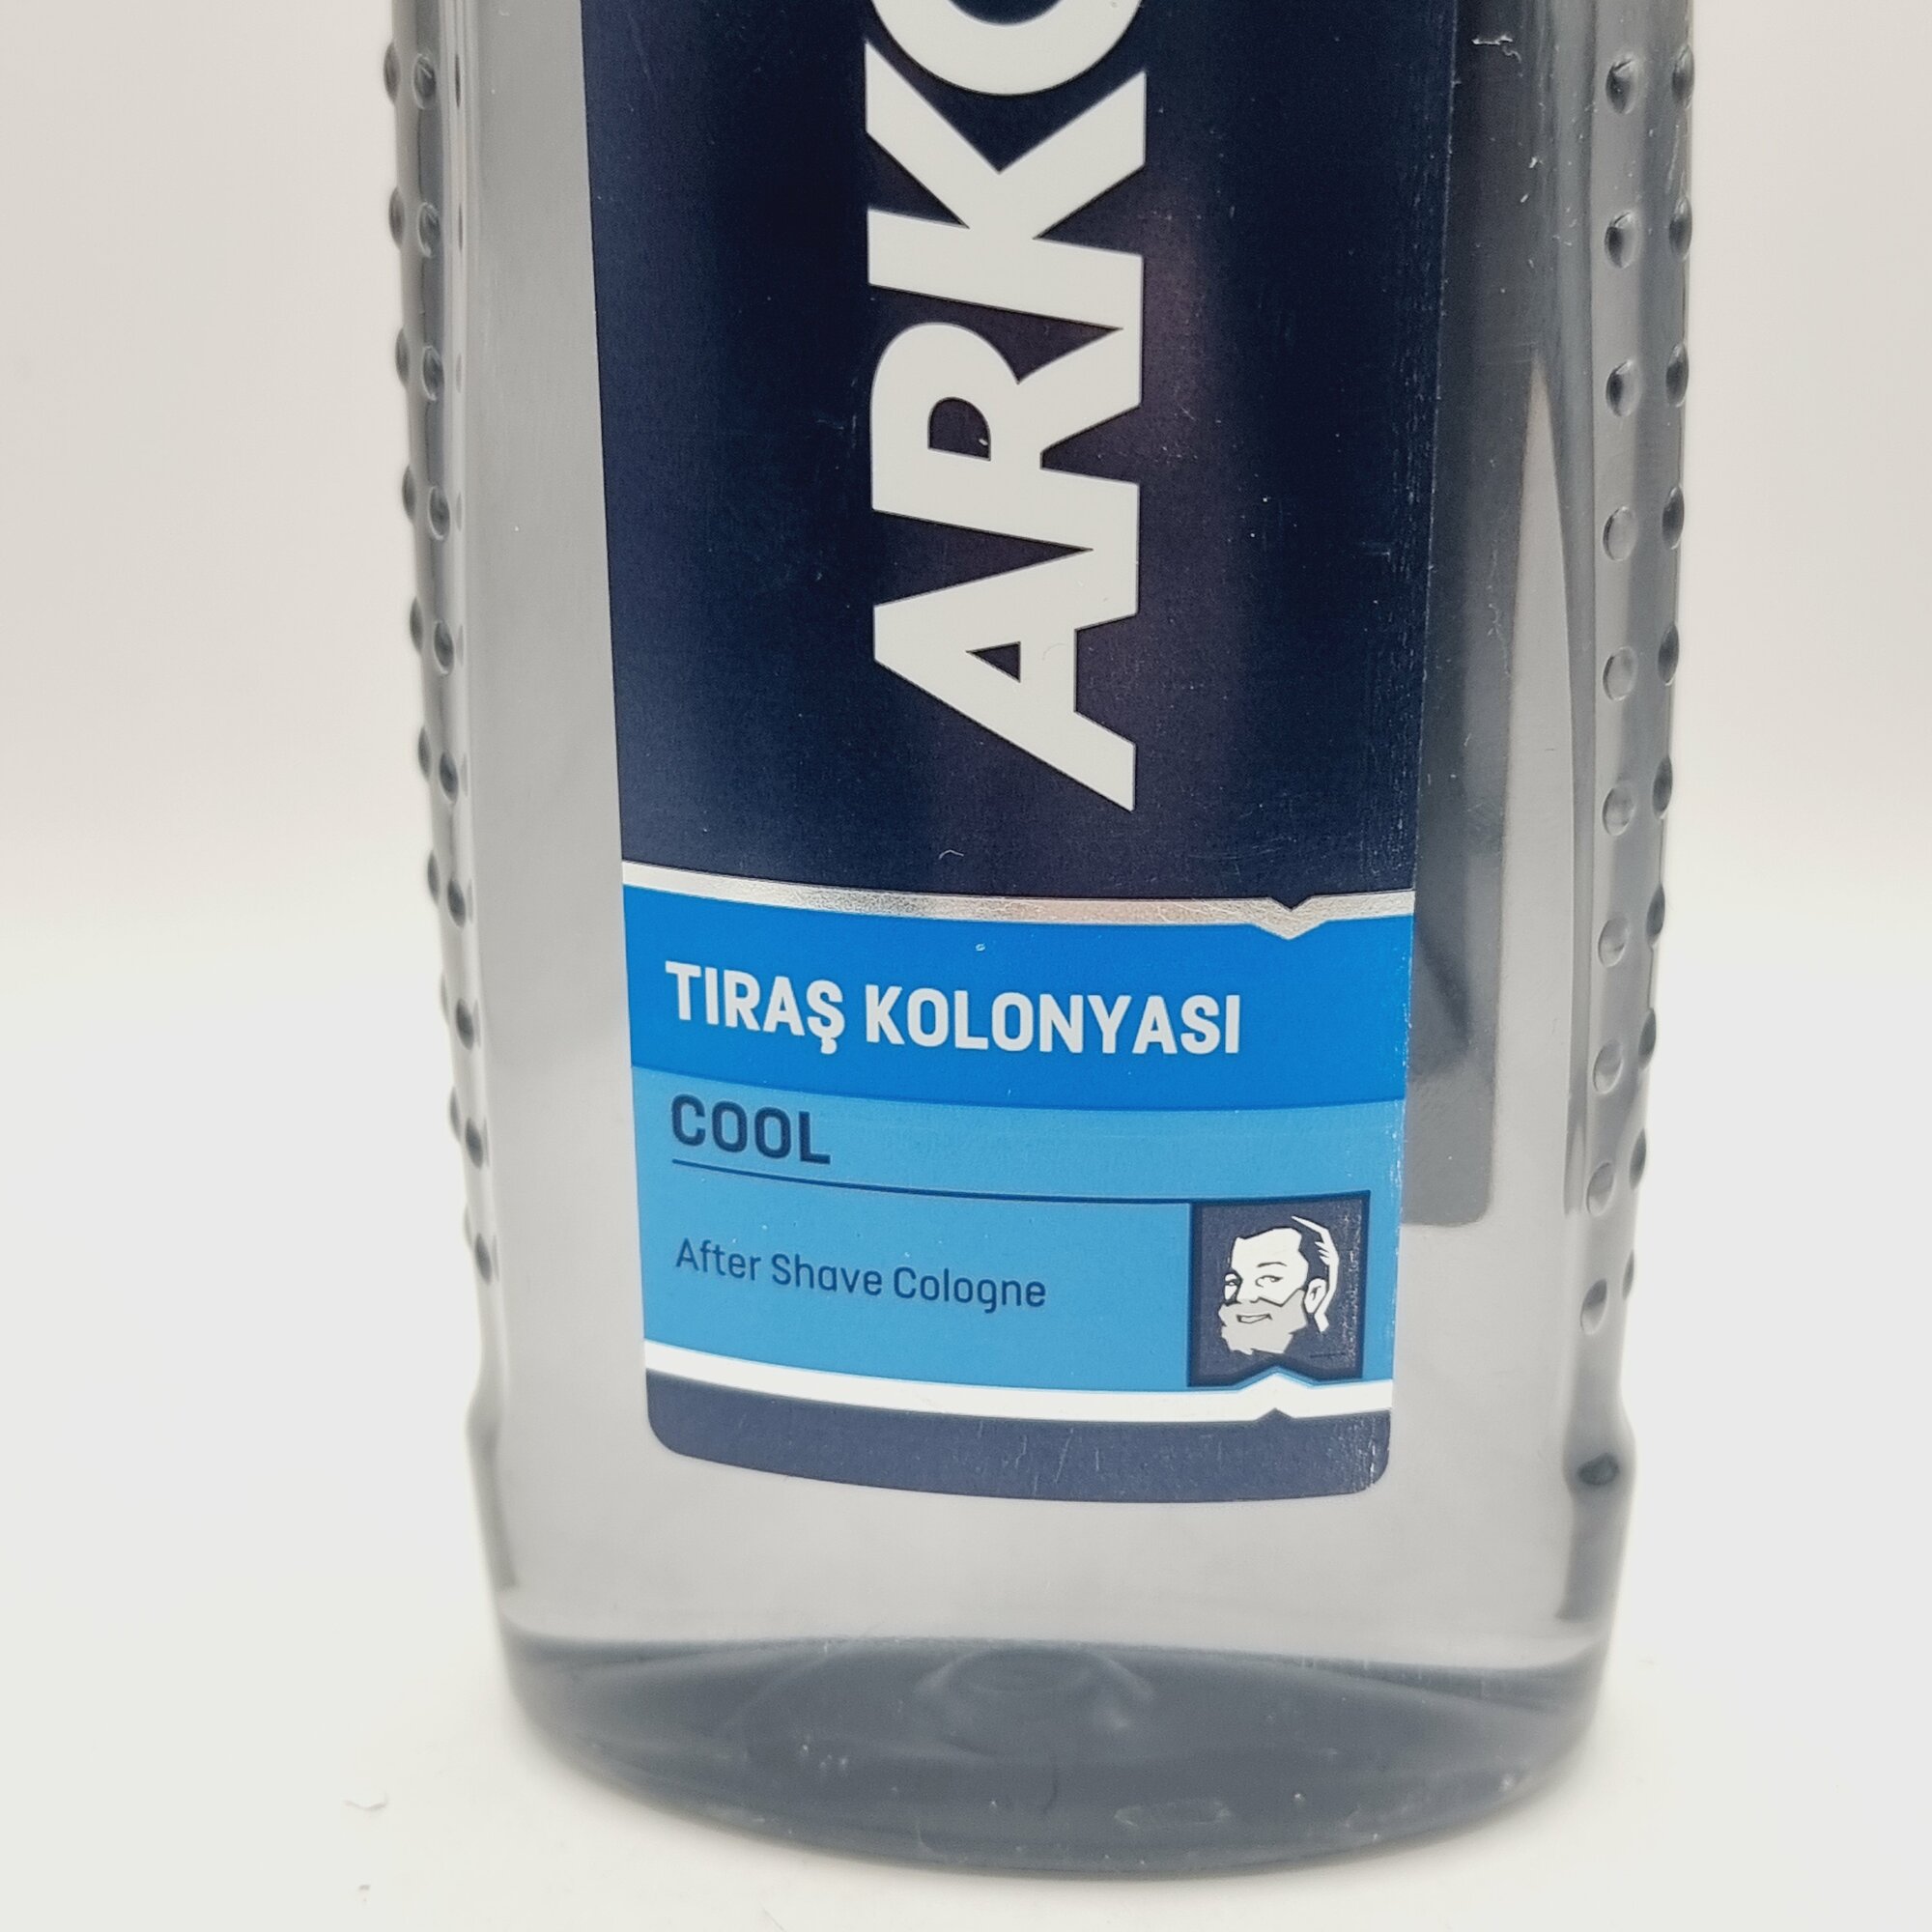 ARKO
TIRAŞ KOLONYASI
COOL
After Shave Cologne